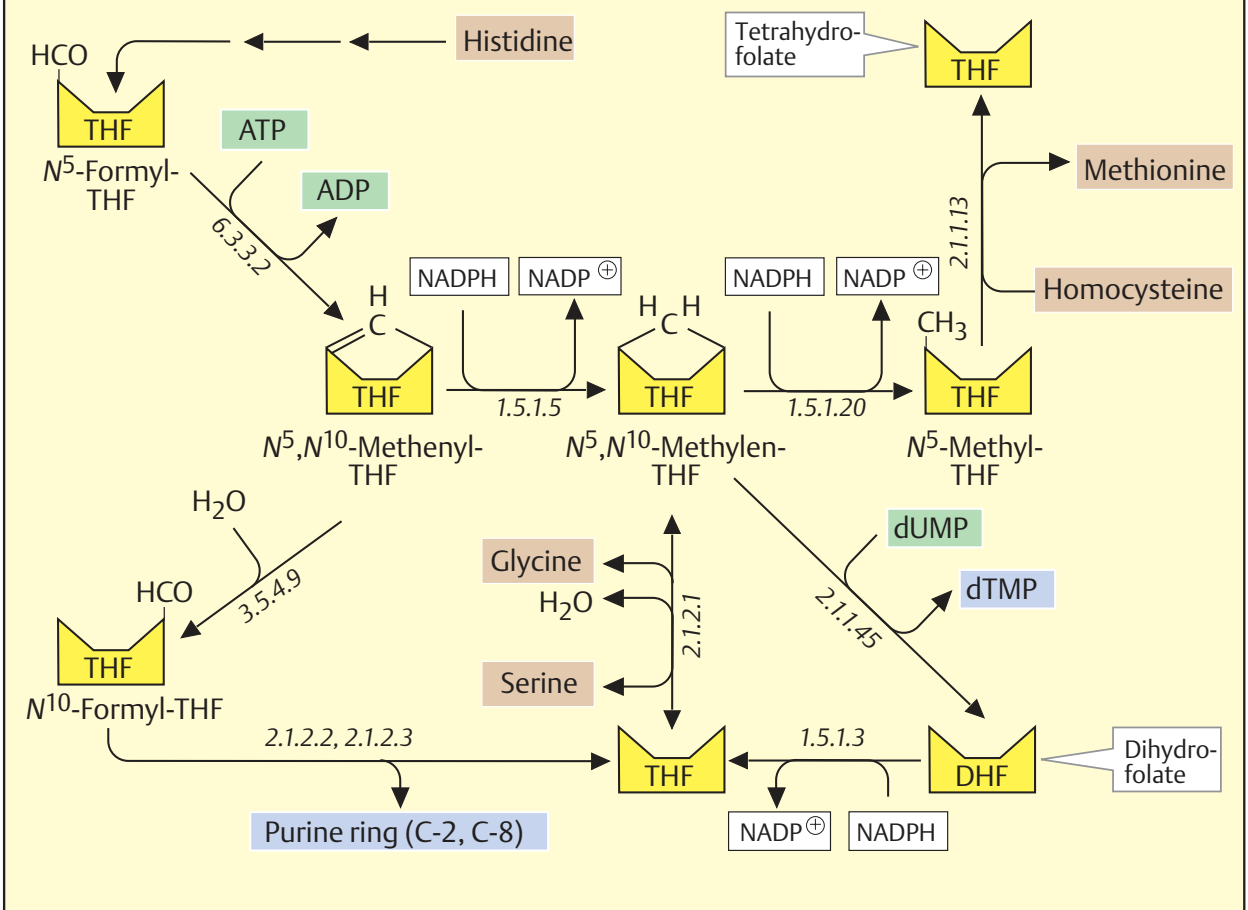 HCO
Histidine
THF
N5-Formyl-
THF
ATP
ADP
6.3.3.2
Tetrahydro-
folate
THF
Methionine
2.1.1.13
Homocysteine
H
C
THF
N5,N10-Methenyl-
THF
NADPH
NADP⊕
1.5.1.5
H C H
THF
N5,N10-Methylen-
THF
NADPH
NADP⊕
1.5.1.20
CH3
THF
N5-Methyl-
THF
H2O
3.5.4.9
HCO
THF
N10-Formyl-THF
Glycine
H2O
Serine
2.1.2.1
dUMP
dTMP
2.1.1.45
2.1.2.2, 2.1.2.3
Purine ring (C-2, C-8)
THF
1.5.1.3
NADP⊕
NADPH
DHF
Dihydro-
folate